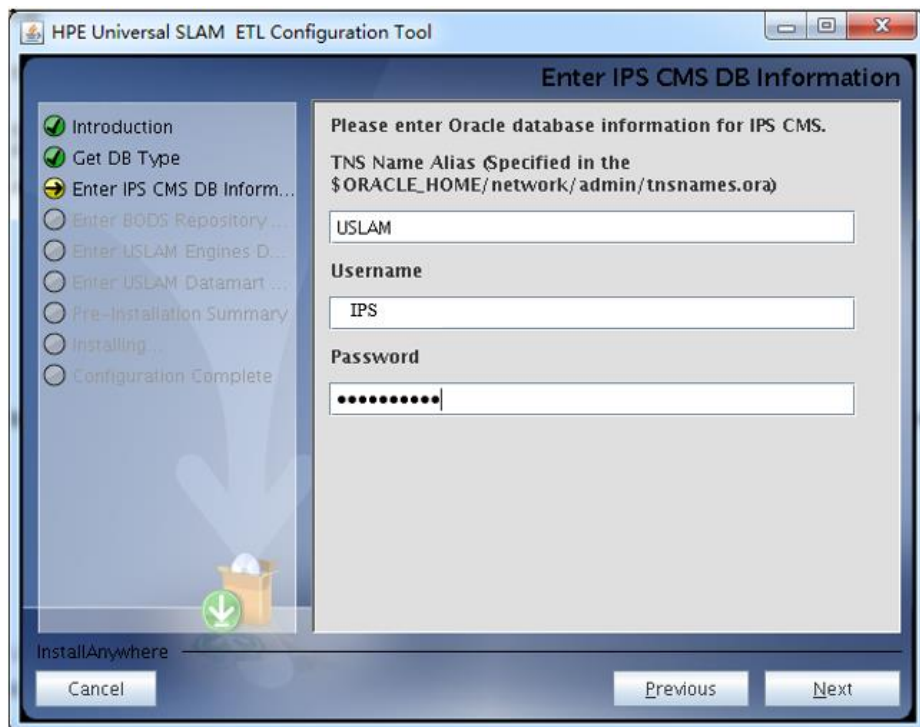 HPE Universal SLAM ETL Configuration Tool
Enter IPS CMS DB Information
Introduction
Get DB Type
Enter IPS CMS DB Inform...
Enter BODS Repository ...
Enter USLAM Engines D...
Enter USLAM Datamart ...
Pre-Installation Summary
Installing...
Configuration Complete
Please enter Oracle database information for IPS CMS.
TNS Name Alias (Specified in the
$ORACLE_HOME/network/admin/tnsnames.ora)
USLAM
Username
IPS
Password
••••••••••
InstallAnywhere
Cancel
Previous
Next